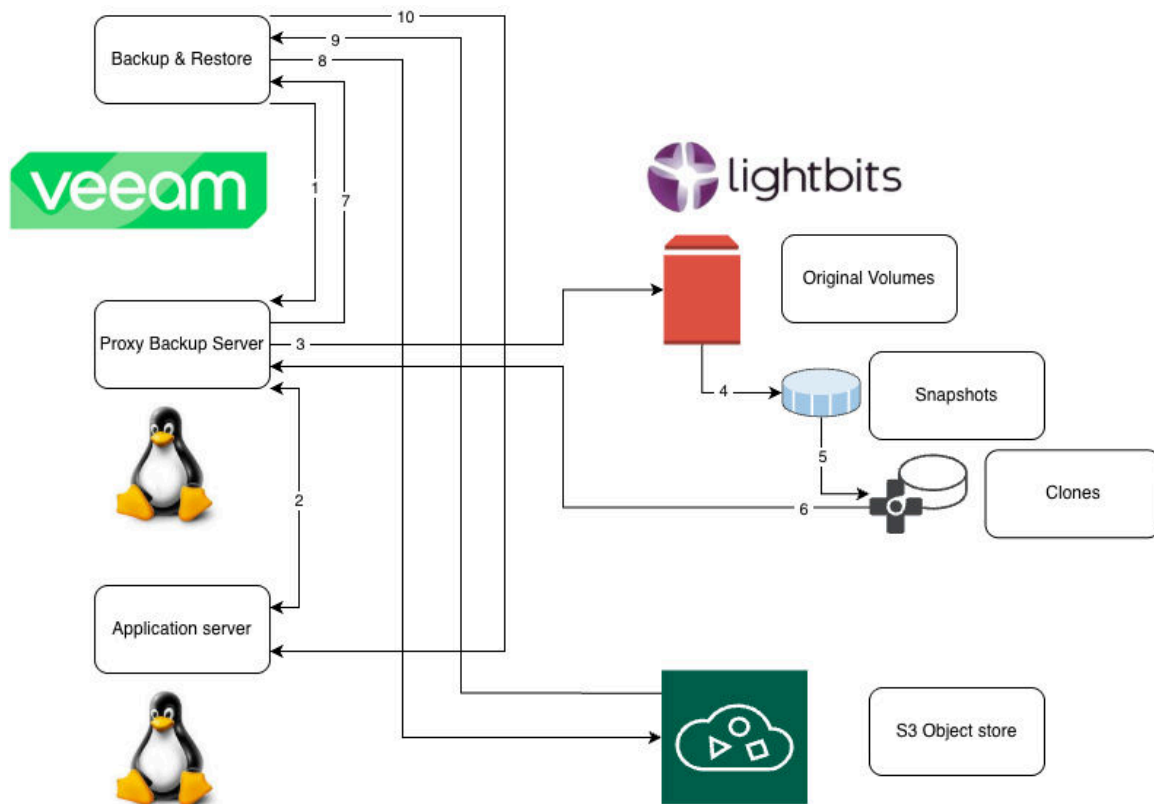 10
9
Backup & Restore
8
veeam
1
7
lightbits
Original Volumes
Proxy Backup Server
3
4
Snapshots
5
2
6
Clones
Application server
S3 Object store